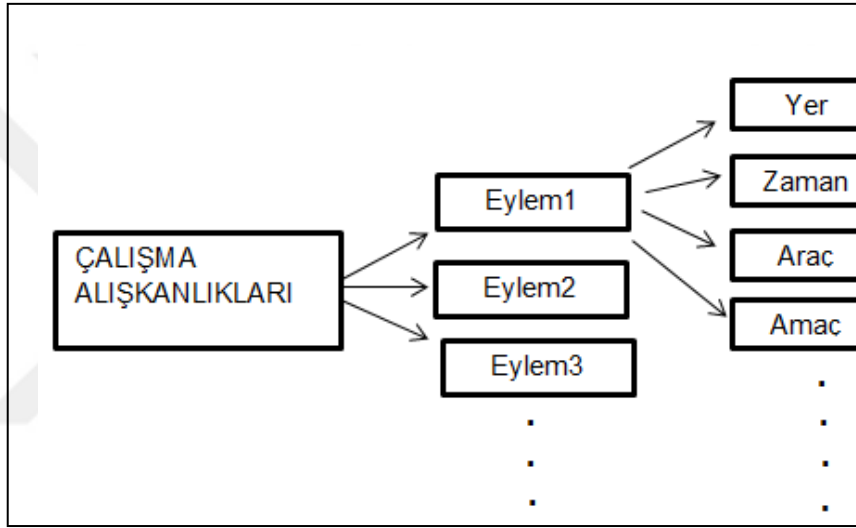 ÇALIŞMA
ALIŞKANLIKLARI
Eylem1
Eylem2
Eylem3
Yer
Zaman
Araç
Amaç